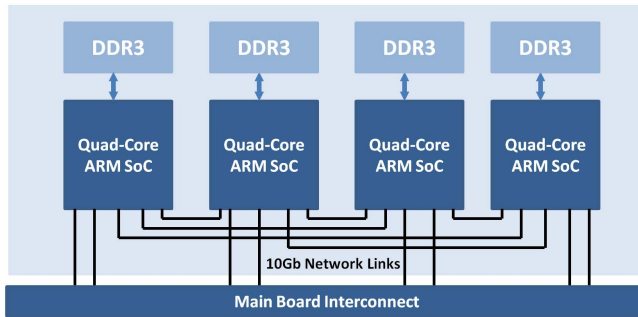 DDR3
DDR3
DDR3
DDR3
Quad-Core
ARM SoC
Quad-Core
ARM SoC
Quad-Core
ARM SoC
Quad-Core
ARM SoC
10Gb Network Links
Main Board Interconnect